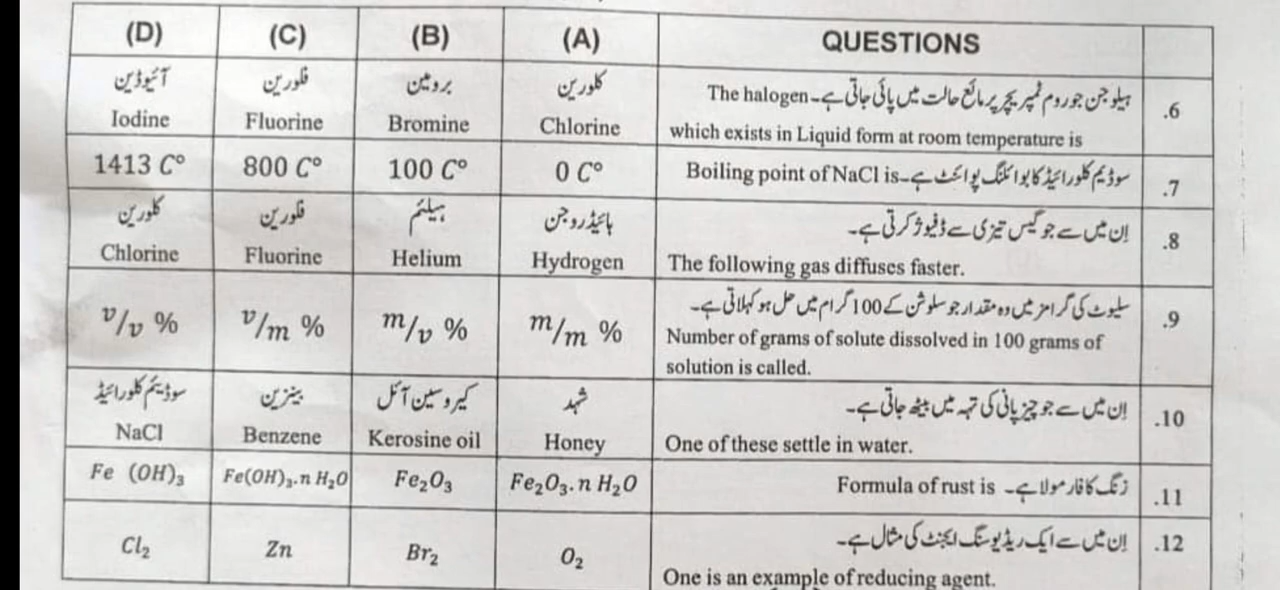 (D) (C) (B) (A) QUESTIONS
آئیوڈین فلورین برومین کلورین ہیلوجن جو روم ٹمپریچر پر مائع حالت میں پائی جاتی ہے۔ The halogen
Iodine Fluorine Bromine Chlorine which exists in Liquid form at room temperature is .6
1413 C° 800 C° 100 C° 0 C° سوڈیم کلورائیڈ کا بوائلنگ پوائنٹ ہے۔ Boiling point of NaCl is .7
کلورین فلورین ہیلیئم ہائیڈروجن اِن میں سے جو گیس تیزی سے ڈفیوژ کرتی ہے۔ .8
Chlorine Fluorine Helium Hydrogen The following gas diffuses faster.
سلیوٹ کی گرامز میں وہ مقدار جو سلوشن کے 100 گرام میں حل ہو کہلاتی ہے۔
v/v % v/m % m/v % m/m % Number of grams of solute dissolved in 100 grams of .9
solution is called.
سوڈیئم کلورائیڈ بینزین کیروسین آئل شہد اِن میں سے جو چیز پانی کی تہہ میں بیٹھ جاتی ہے۔ .10
NaCl Benzene Kerosine oil Honey One of these settle in water.
Fe (OH)₃ Fe(OH)₃.n H₂O Fe₂O₃ Fe₂O₃.n H₂O زنگ کا فارمولا ہے۔ Formula of rust is .11
Cl₂ Zn Br₂ O₂ اِن میں سے ایک ریڈیوسنگ ایجنٹ کی مثال ہے۔ .12
One is an example of reducing agent.